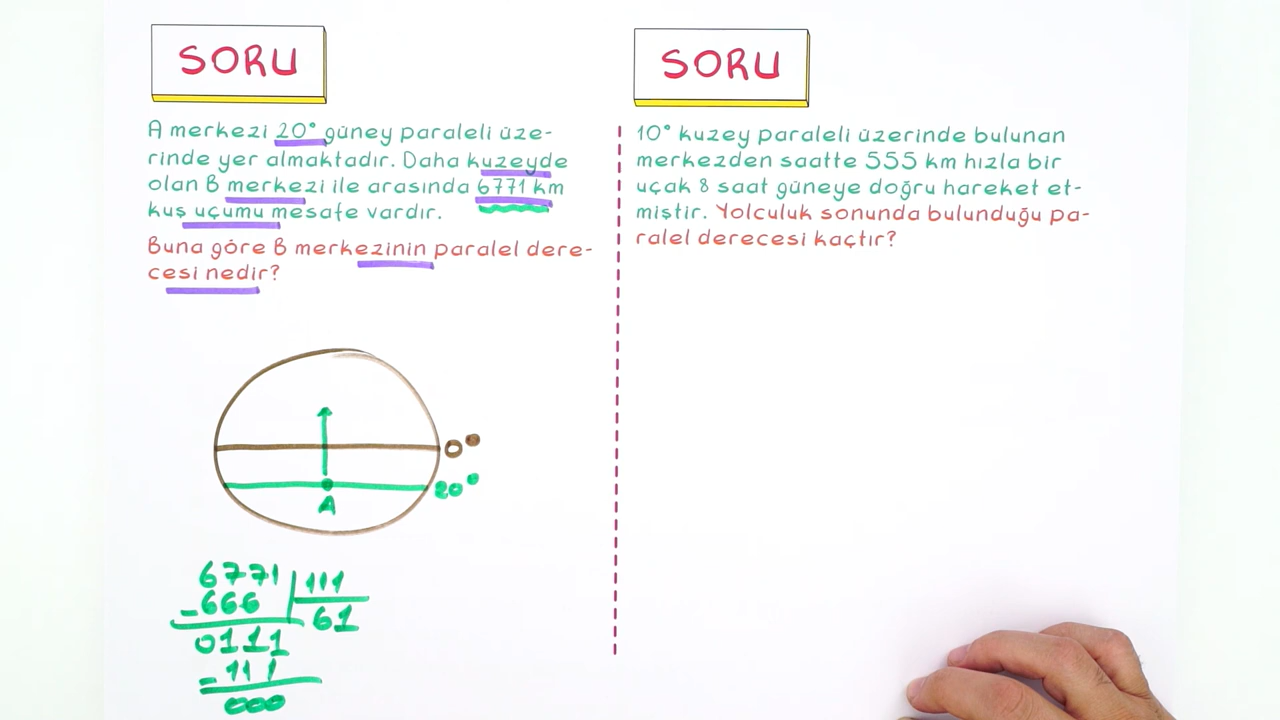 SORU
A merkezi 20° güney paraleli üze-
rinde yer almaktadır. Daha kuzeyde
olan B merkezi ile arasında 6771 km
kuş uçumu mesafe vardır.
Buna göre B merkezinin paralel dere-
cesi nedir?
0°
20°
A
6771 111
-666 61
0111
-111
000
SORU
10° kuzey paraleli üzerinde bulunan
merkezden saatte 555 km hızla bir
uçak 8 saat güneye doğru hareket et-
miştir. Yolculuk sonunda bulunduğu pa-
ralel derecesi kaçtır?